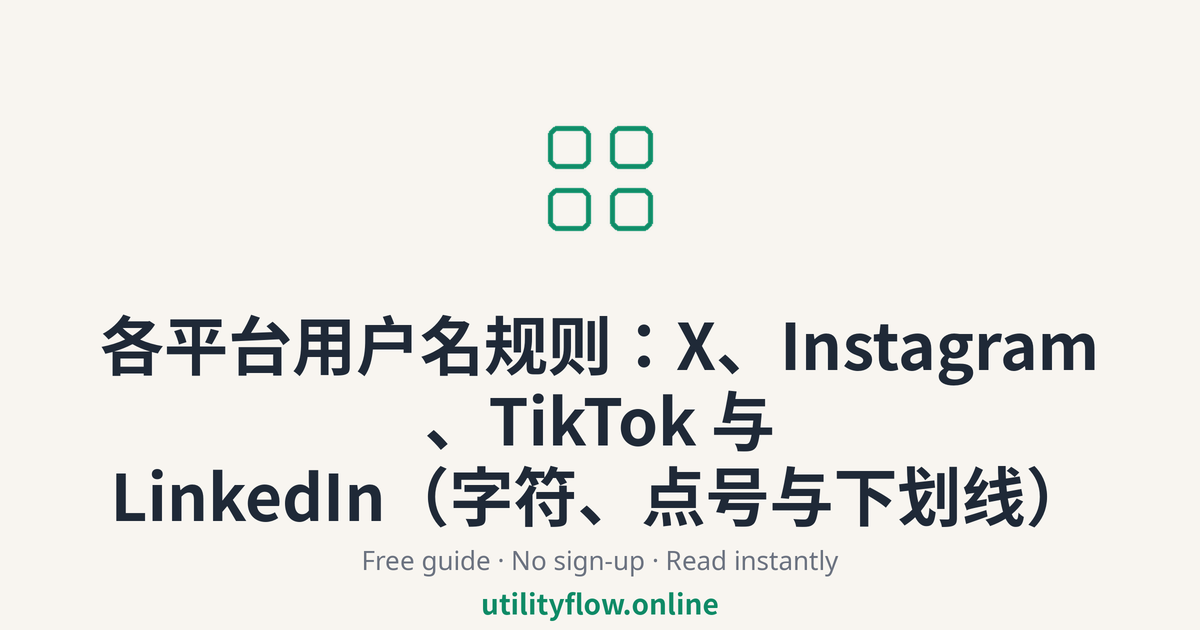 各平台用户名规则：X、Instagram
、TikTok 与
LinkedIn（字符、点号与下划线）
Free guide · No sign-up · Read instantly
utilityflow.online